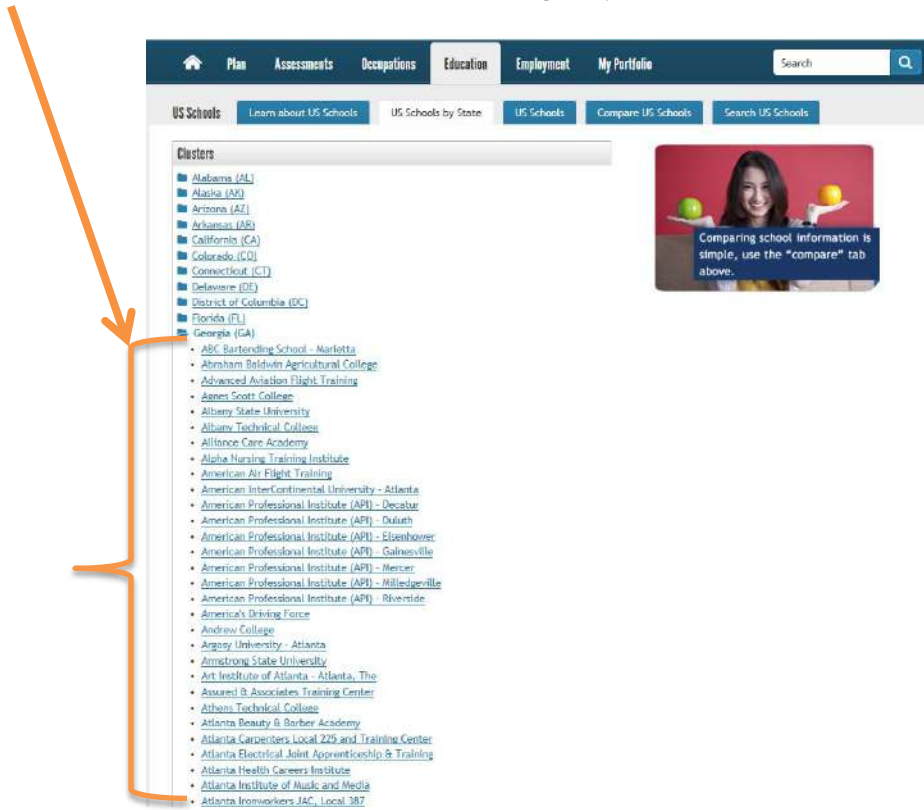 Plan Assessments Occupations Education Employment My Portfolio Search
US Schools Learn about US Schools US Schools by State US Schools Compare US Schools Search US Schools
Clusters
Alabama (AL)
Alaska (AK)
Arizona (AZ)
Arkansas (AR)
California (CA)
Colorado (CO)
Connecticut (CT)
Delaware (DE)
District of Columbia (DC)
Florida (FL)
Georgia (GA)
• ABC Bartending School - Marietta
• Abraham Baldwin Agricultural College
• Advanced Aviation Flight Training
• Agnes Scott College
• Albany State University
• Albany Technical College
• Alliance Care Academy
• Alpha Nursing Training Institute
• American Air Flight Training
• American InterContinental University - Atlanta
• American Professional Institute (API) - Decatur
• American Professional Institute (API) - Duluth
• American Professional Institute (API) - Eisenhower
• American Professional Institute (API) - Gainesville
• American Professional Institute (API) - Mercer
• American Professional Institute (API) - Milledgeville
• American Professional Institute (API) - Riverside
• America's Driving Force
• Andrew College
• Argosy University - Atlanta
• Armstrong State University
• Art Institute of Atlanta - Atlanta, The
• Assured & Associates Training Center
• Athens Technical College
• Atlanta Beauty & Barber Academy
• Atlanta Carpenters Local 225 and Training Center
• Atlanta Electrical Joint Apprenticeship & Training
• Atlanta Health Careers Institute
• Atlanta Institute of Music and Media
• Atlanta Ironworkers JAC, Local 387
Comparing school information is
simple, use the "compare" tab
above.